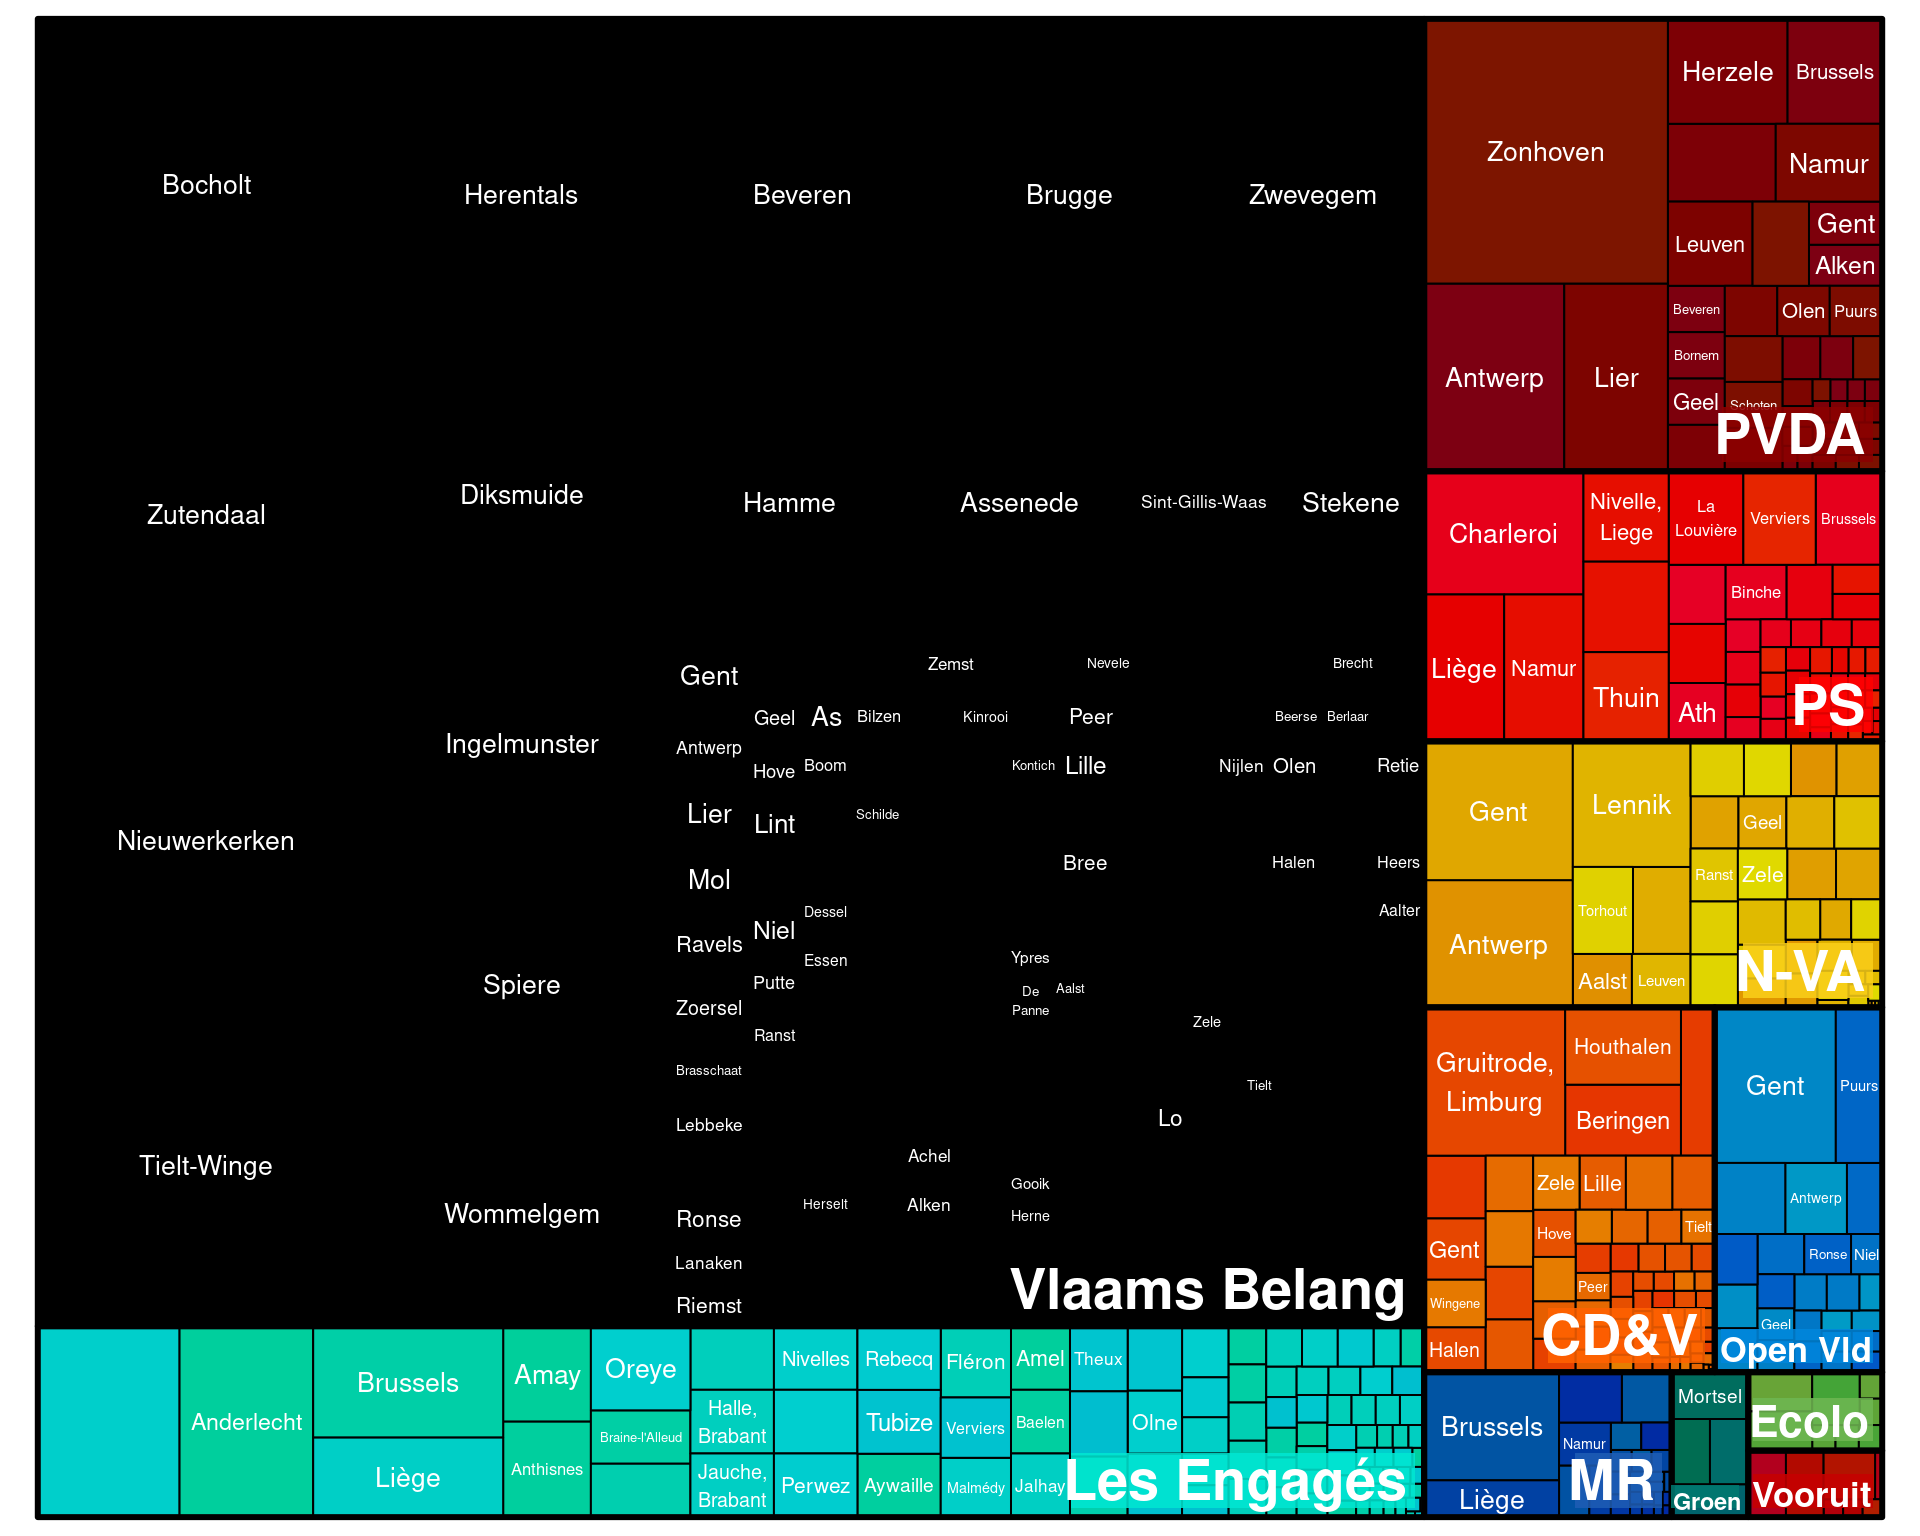 Bocholt
Herentals
Beveren
Brugge
Zwevegem
Zutendaal
Diksmuide
Hamme
Assenede
Sint-Gillis-Waas
Stekene
Gent
Zemst
Nevele
Brecht
Geel
As
Bilzen
Kinrooi
Peer
Beerse
Berlaar
Ingelmunster
Antwerp
Hove
Boom
Kontich
Lille
Nijlen
Olen
Retie
Nieuwerkerken
Lier
Lint
Schilde
Mol
Bree
Halen
Heers
Dessel
Aalter
Ravels
Niel
Essen
Ypres
Spiere
Putte
De
Panne
Aalst
Zoersel
Ranst
Zele
Brasschaat
Tielt
Lebbeke
Lo
Tielt-Winge
Achel
Gooik
Wommelgem
Ronse
Herselt
Alken
Herne
Lanaken
Riemst
Vlaams Belang
Anderlecht
Brussels
Liège
Amay
Anthisnes
Oreye
Braine-l'Alleud
Halle,
Brabant
Jauche,
Brabant
Nivelles
Perwez
Rebecq
Tubize
Aywaille
Fléron
Verviers
Malmédy
Amel
Baelen
Jalhay
Theux
Olne
Les Engagés
Zonhoven
Herzele
Brussels
Namur
Leuven
Gent
Alken
Antwerp
Lier
Beveren
Bornem
Geel
Olen
Puurs
Schoten
PVDA
Charleroi
Nivelle,
Liege
La
Louvière
Verviers
Brussels
Liège
Namur
Thuin
Binche
Ath
PS
Gent
Lennik
Geel
Ranst
Zele
Torhout
Antwerp
Aalst
Leuven
N-VA
Gruitrode,
Limburg
Houthalen
Beringen
Zele
Lille
Gent
Hove
Tielt
Wingene
Peer
Halen
CD&V
Gent
Puurs
Antwerp
Ronse
Niel
Geel
Open Vld
Brussels
Namur
Liège
MR
Mortsel
Groen
Ecolo
Vooruit